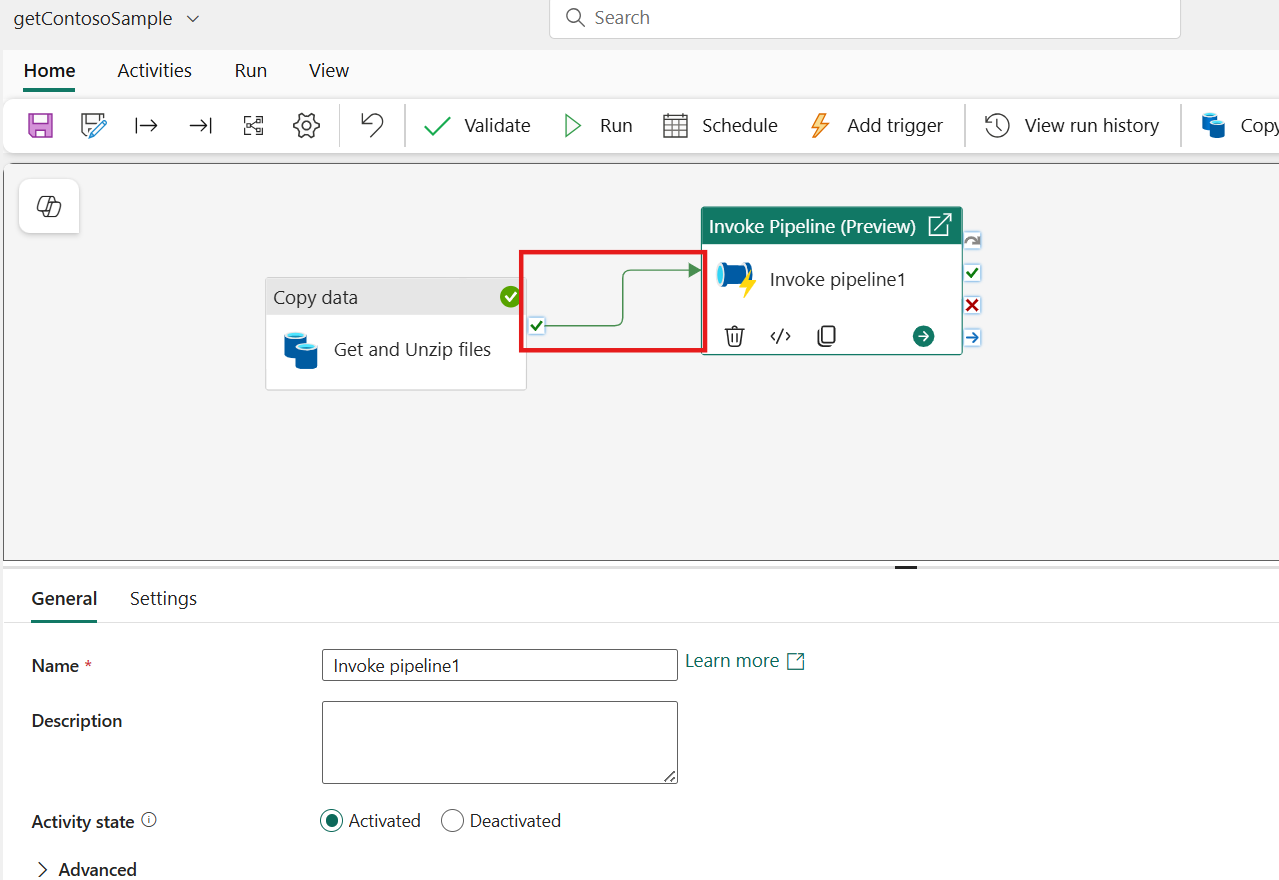 getContosoSample
Search
Home Activities Run View
Validate Run Schedule Add trigger View run history Copy
Invoke Pipeline (Preview)
Invoke pipeline1
Copy data
Get and Unzip files
General Settings
Name * Invoke pipeline1 Learn more
Description
Activity state Activated Deactivated
Advanced